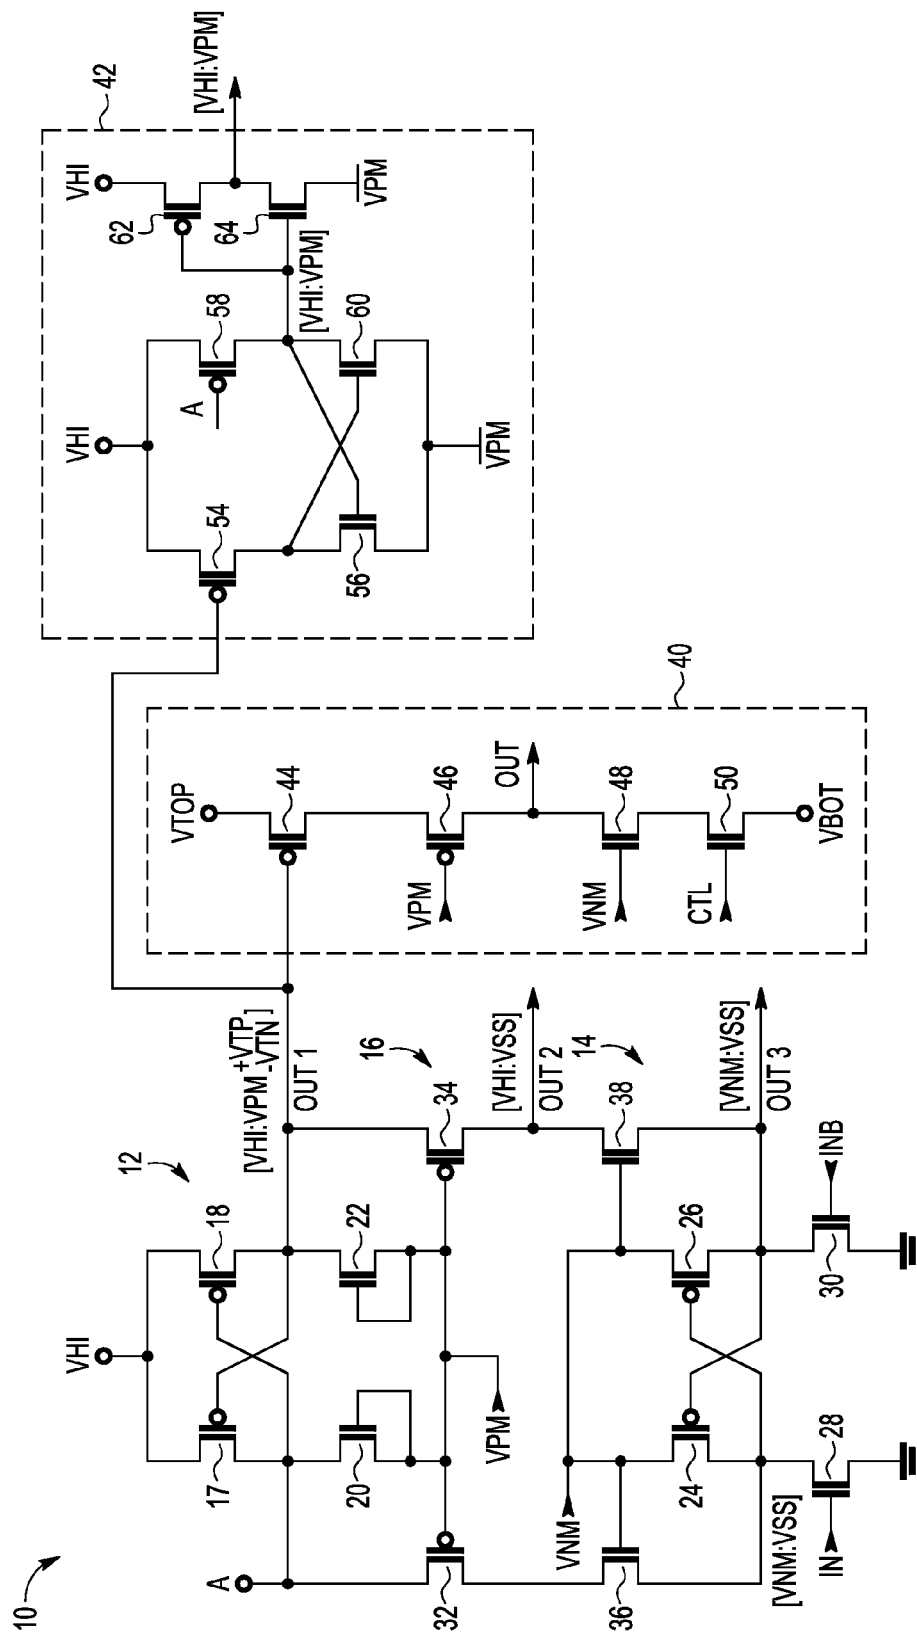 10
12
VHI
17
18
20
22
A
[VHI:VPM +VTP -VTN ]
OUT 1
16
VPM
32
34
[VHI:VSS]
OUT 2
14
VNM
36
38
24
26
[VNM:VSS]
OUT 3
[VNM:VSS]
IN
28
30
INB
40
VTOP
44
VPM
46
OUT
VNM
48
CTL
50
VBOT
42
VHI
54
58
A
56
60
VPM
[VHI:VPM]
VHI
62
64
VPM
[VHI:VPM]